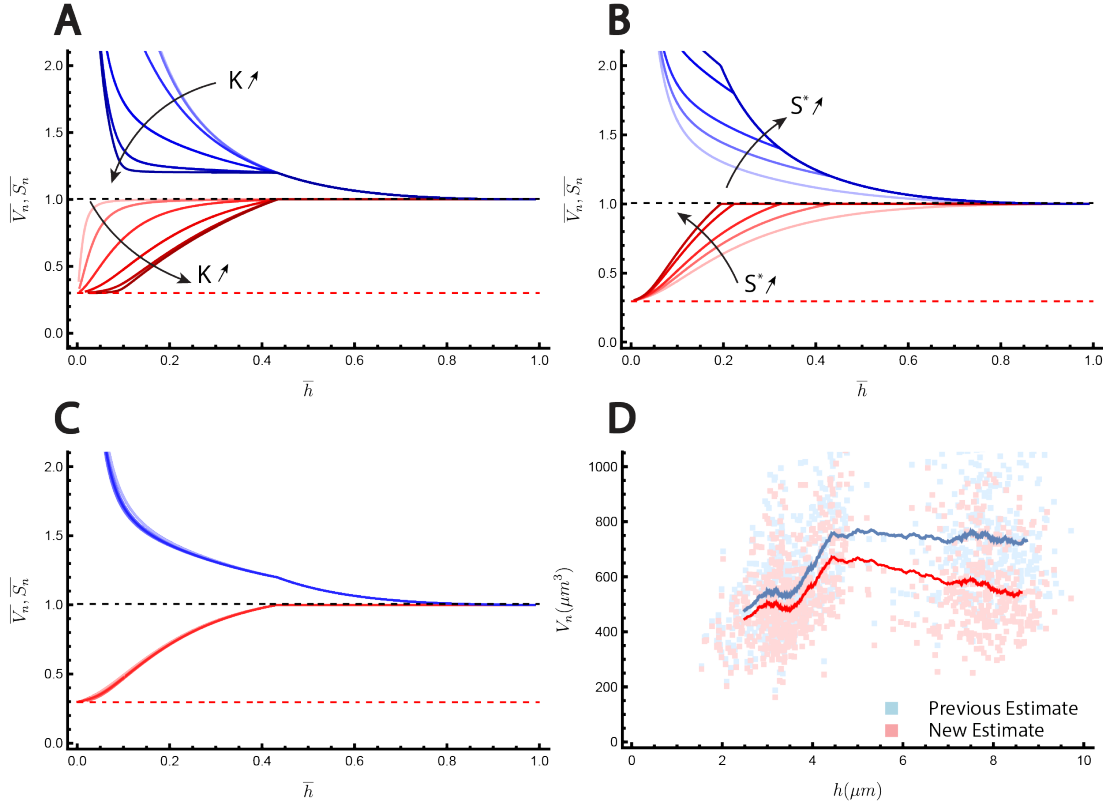 A
2.0
1.5
1.0
0.5
0.0
V̅n, S̅n
K ↗
K ↗
0.0 0.2 0.4 0.6 0.8 1.0
h̅
B
2.0
1.5
1.0
0.5
0.0
V̅n, S̅n
S* ↗
S* ↗
0.0 0.2 0.4 0.6 0.8 1.0
h̅
C
2.0
1.5
1.0
0.5
0.0
V̅n, S̅n
0.0 0.2 0.4 0.6 0.8 1.0
h̅
D
1000
800
600
400
200
0
Vn(μm³)
Previous Estimate
New Estimate
0 2 4 6 8 10
h(μm)